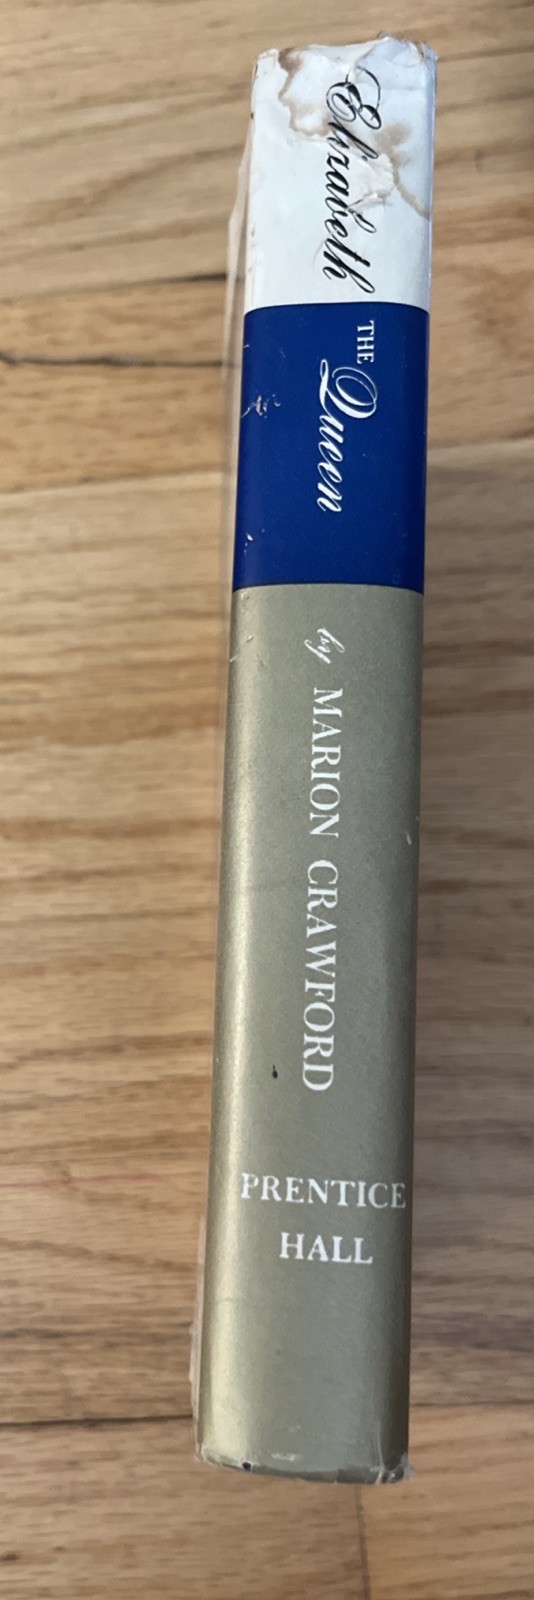 Elizabeth
THE Queen
by MARION CRAWFORD
PRENTICE
HALL